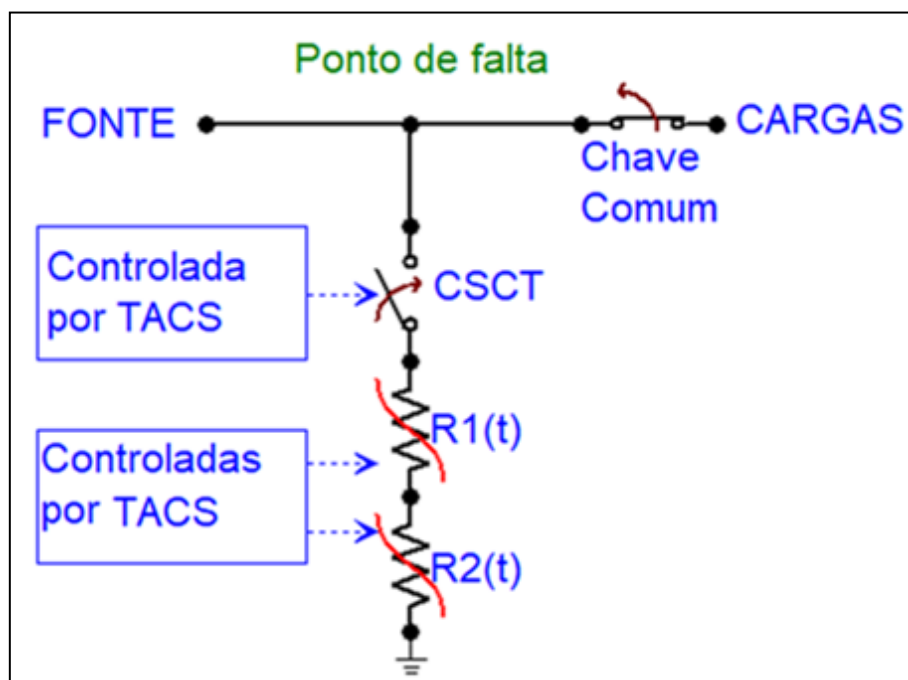 Ponto de falta
FONTE
CARGAS
Chave
Comum
Controlada
por TACS
CSCT
R1(t)
Controladas
por TACS
R2(t)